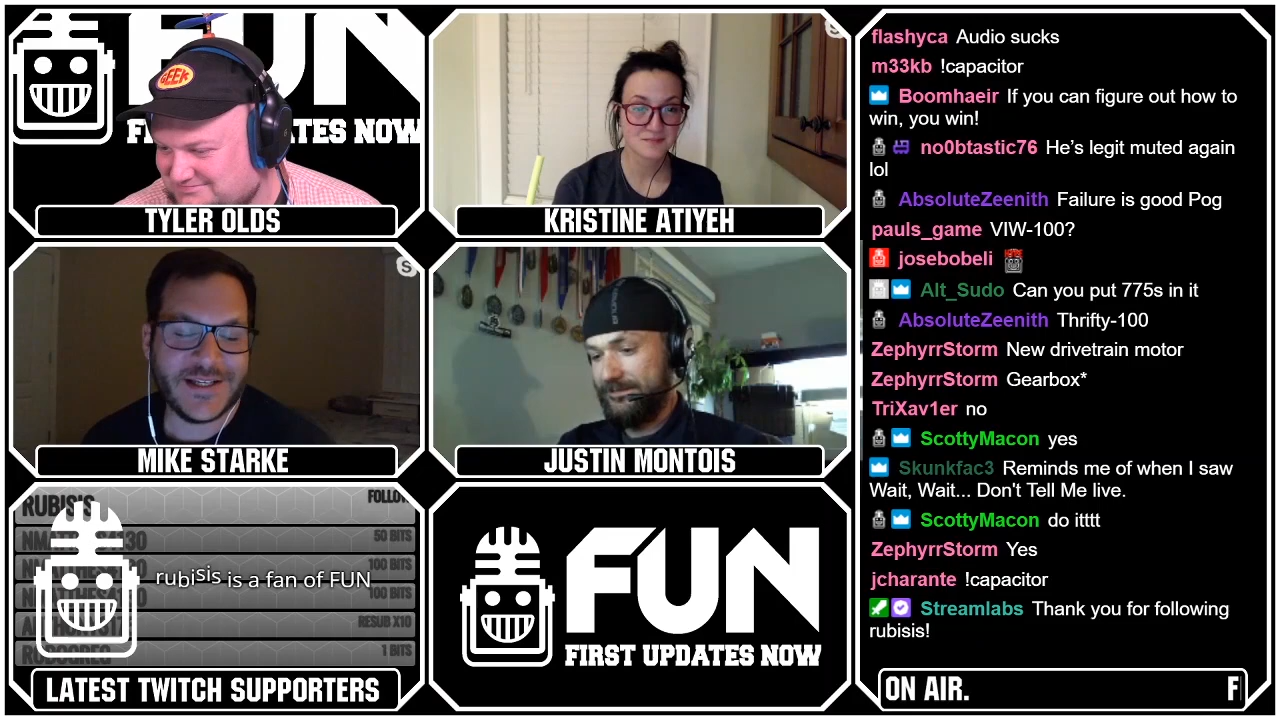 GEEK
FUN
FIRST UPDATES NOW
TYLER OLDS
KRISTINE ATIYEH
MIKE STARKE
JUSTIN MONTOIS
RUBISIS
FOLLOW
50 BITS
100 BITS
100 BITS
RESUB X10
1 BITS
rubisis is a fan of FUN
LATEST TWITCH SUPPORTERS
FUN
FIRST UPDATES NOW
flashyca Audio sucks
m33kb !capacitor
Boomhaeir If you can figure out how to
win, you win!
no0btastic76 He's legit muted again
lol
AbsoluteZeenith Failure is good Pog
pauls_game VIW-100?
josebobeli
Alt_Sudo Can you put 775s in it
AbsoluteZeenith Thrifty-100
ZephyrrStorm New drivetrain motor
ZephyrrStorm Gearbox*
TriXav1er no
ScottyMacon yes
Skunkfac3 Reminds me of when I saw
Wait, Wait... Don't Tell Me live.
ScottyMacon do itttt
ZephyrrStorm Yes
jcharante !capacitor
Streamlabs Thank you for following
rubisis!
ON AIR. F